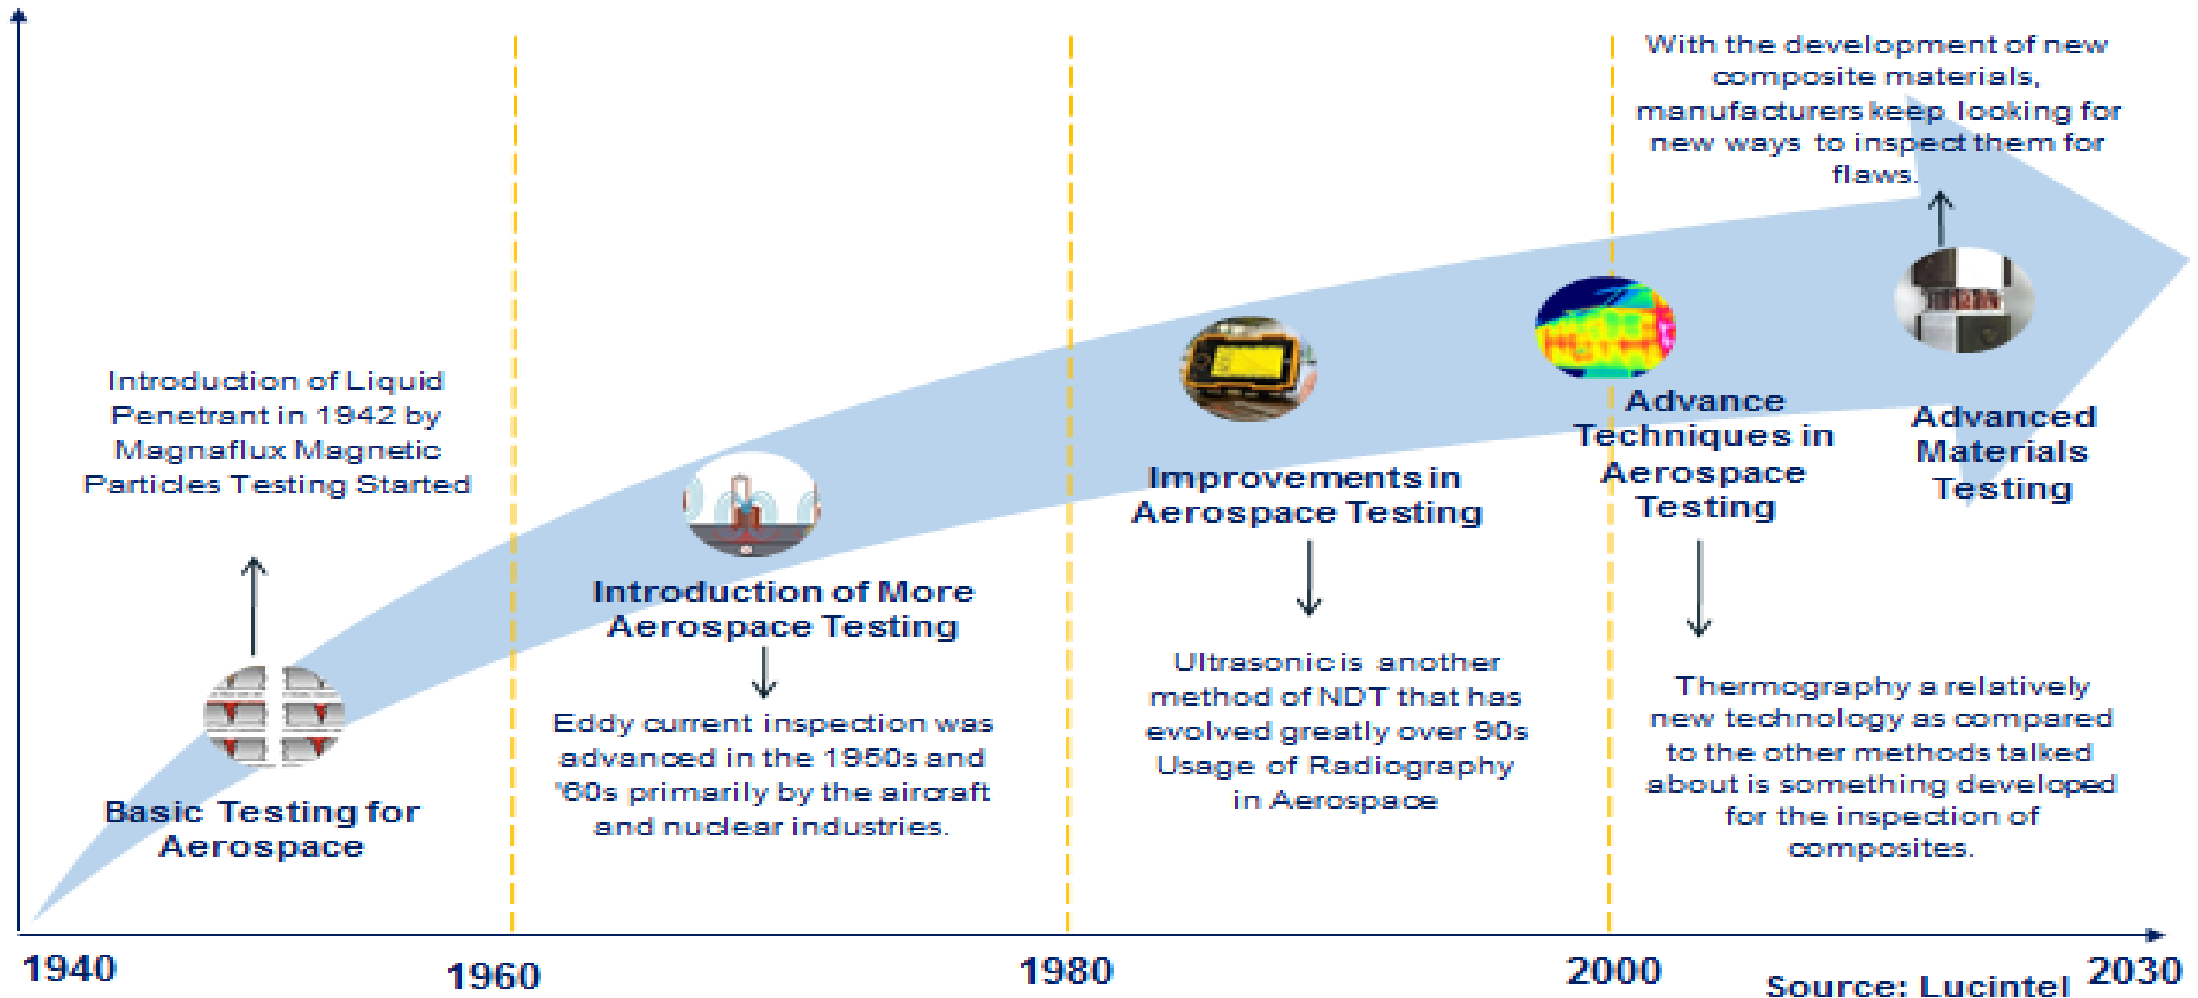 With the development of new
composite materials,
manufacturers keep looking for
new ways to inspect them for
flaws.
Introduction of Liquid
Penetrant in 1942 by
Magnaflux Magnetic
Particles Testing Started
Basic Testing for
Aerospace
Introduction of More
Aerospace Testing
Eddy current inspection was
advanced in the 1950s and
'60s primarily by the aircraft
and nuclear industries.
Improvements in
Aerospace Testing
Ultrasonic is another
method of NDT that has
evolved greatly over 90s
Usage of Radiography
in Aerospace
Advance
Techniques in
Aerospace
Testing
Thermography a relatively
new technology as compared
to the other methods talked
about is something developed
for the inspection of
composites.
Advanced
Materials
Testing
1940
1960
1980
2000
2030
Source: Lucintel